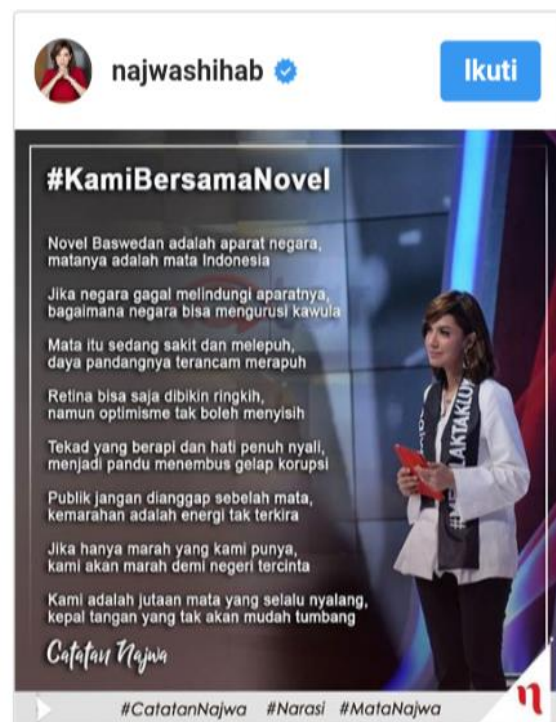 najwashihab
Ikuti
#KamiBersamaNovel
Novel Baswedan adalah aparat negara,
matanya adalah mata Indonesia
Jika negara gagal melindungi aparatnya,
bagaimana negara bisa mengurusi kawula
Mata itu sedang sakit dan melepuh,
daya pandangnya terancam merapuh
Retina bisa saja dibikin ringkih,
namun optimisme tak boleh menyisih
Tekad yang berapi dan hati penuh nyali,
menjadi pandu menembus gelap korupsi
Publik jangan dianggap sebelah mata,
kemarahan adalah energi tak terkira
Jika hanya marah yang kami punya,
kami akan marah demi negeri tercinta
Kami adalah jutaan mata yang selalu nyalang,
kepal tangan yang tak akan mudah tumbang
Catatan Najwa
#CatatanNajwa #Narasi #MataNajwa